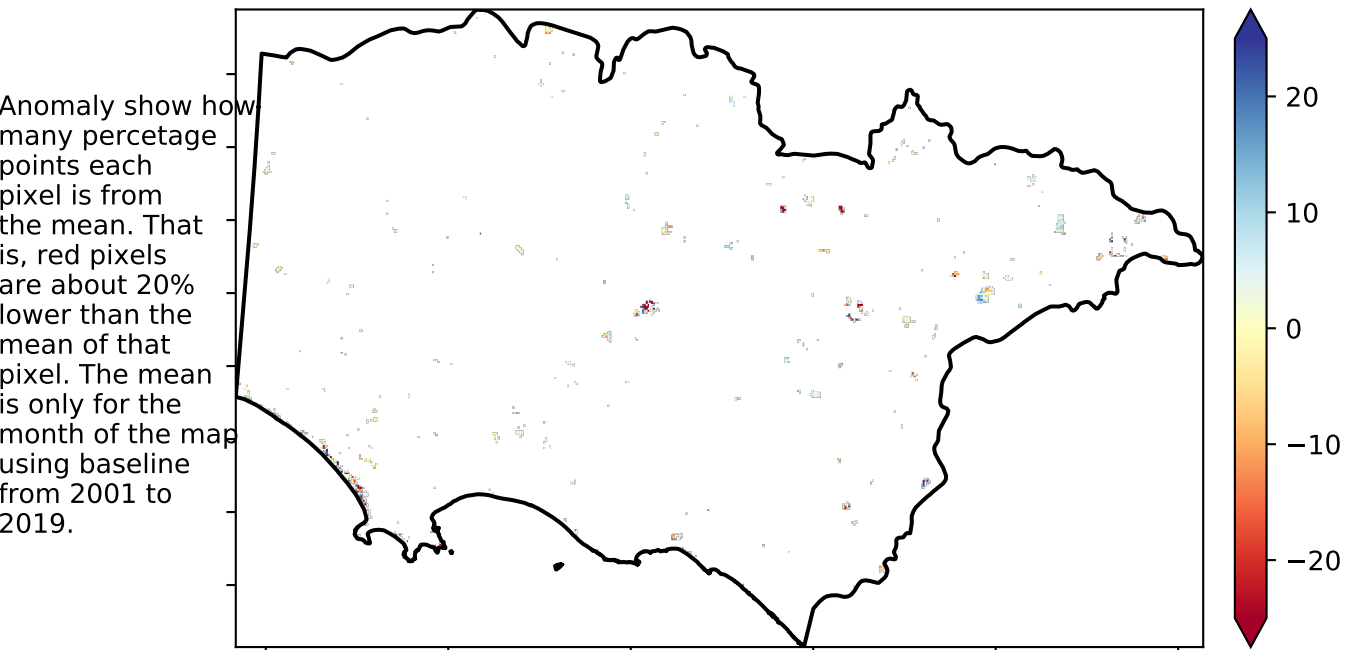 Anomaly show how
many percetage
points each
pixel is from
the mean. That
is, red pixels
are about 20%
lower than the
mean of that
pixel. The mean
is only for the
month of the map
using baseline
from 2001 to
2019.
20
10
0
−10
−20